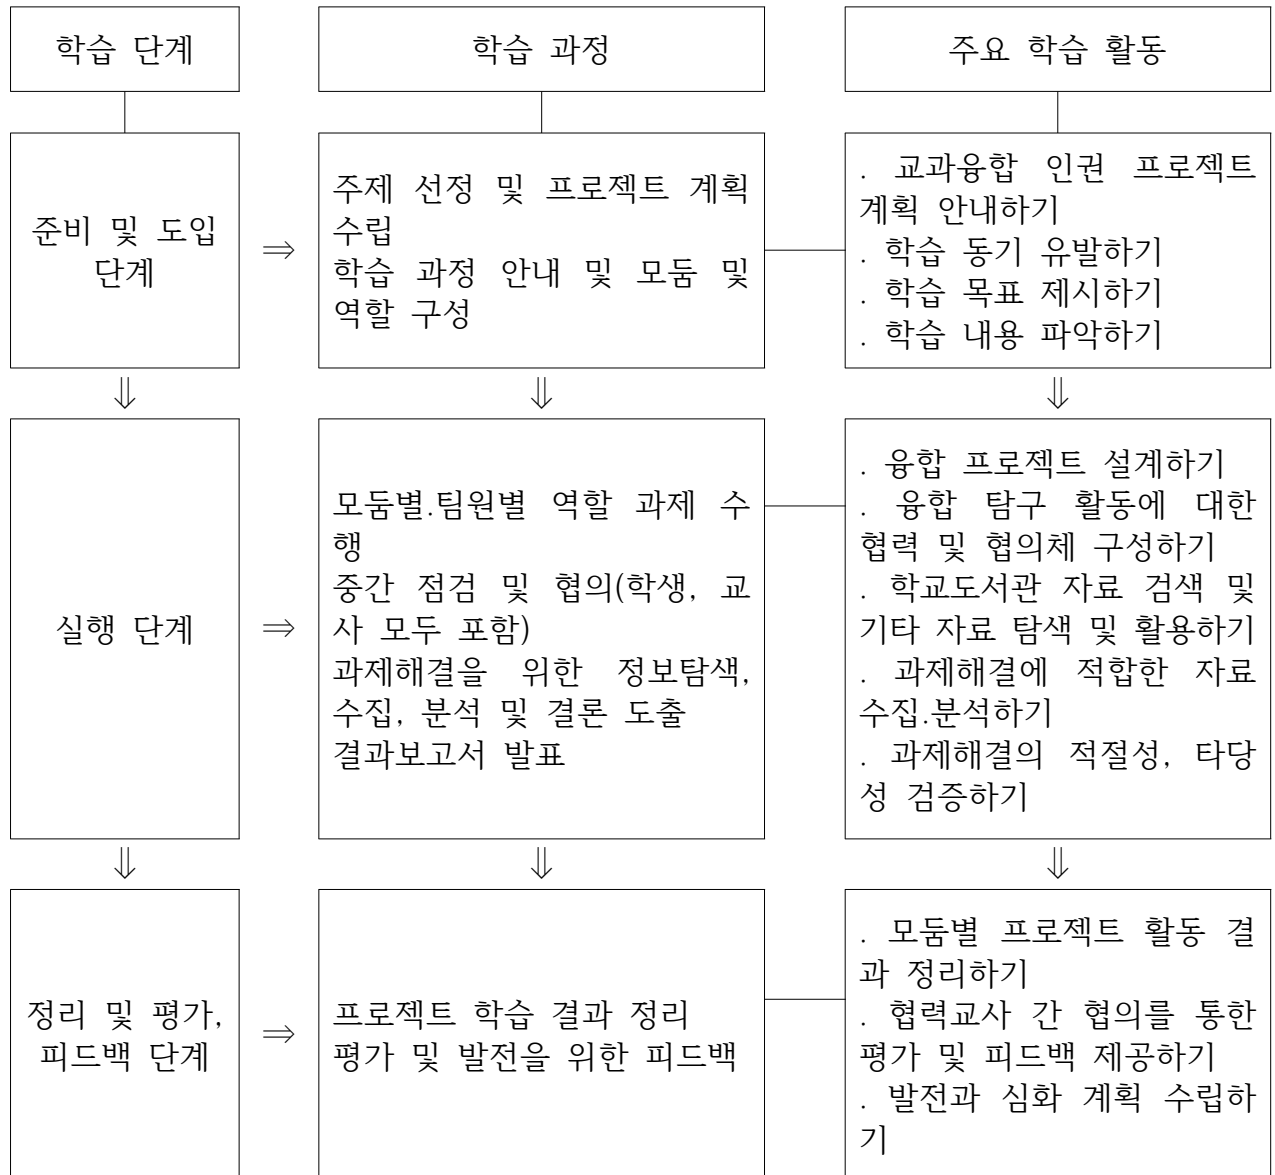 학습 단계
학습 과정
주요 학습 활동
준비 및 도입
단계
⇒
주제 선정 및 프로젝트 계획
수립
학습 과정 안내 및 모둠 및
역할 구성
. 교과융합 인권 프로젝트
계획 안내하기
. 학습 동기 유발하기
. 학습 목표 제시하기
. 학습 내용 파악하기
⇓
⇓
⇓
실행 단계
⇒
모둠별.팀원별 역할 과제 수
행
중간 점검 및 협의(학생, 교
사 모두 포함)
과제해결을 위한 정보탐색,
수집, 분석 및 결론 도출
결과보고서 발표
. 융합 프로젝트 설계하기
. 융합 탐구 활동에 대한
협력 및 협의체 구성하기
. 학교도서관 자료 검색 및
기타 자료 탐색 및 활용하기
. 과제해결에 적합한 자료
수집.분석하기
. 과제해결의 적절성, 타당
성 검증하기
⇓
⇓
⇓
정리 및 평가,
피드백 단계
⇒
프로젝트 학습 결과 정리
평가 및 발전을 위한 피드백
. 모둠별 프로젝트 활동 결
과 정리하기
. 협력교사 간 협의를 통한
평가 및 피드백 제공하기
. 발전과 심화 계획 수립하
기